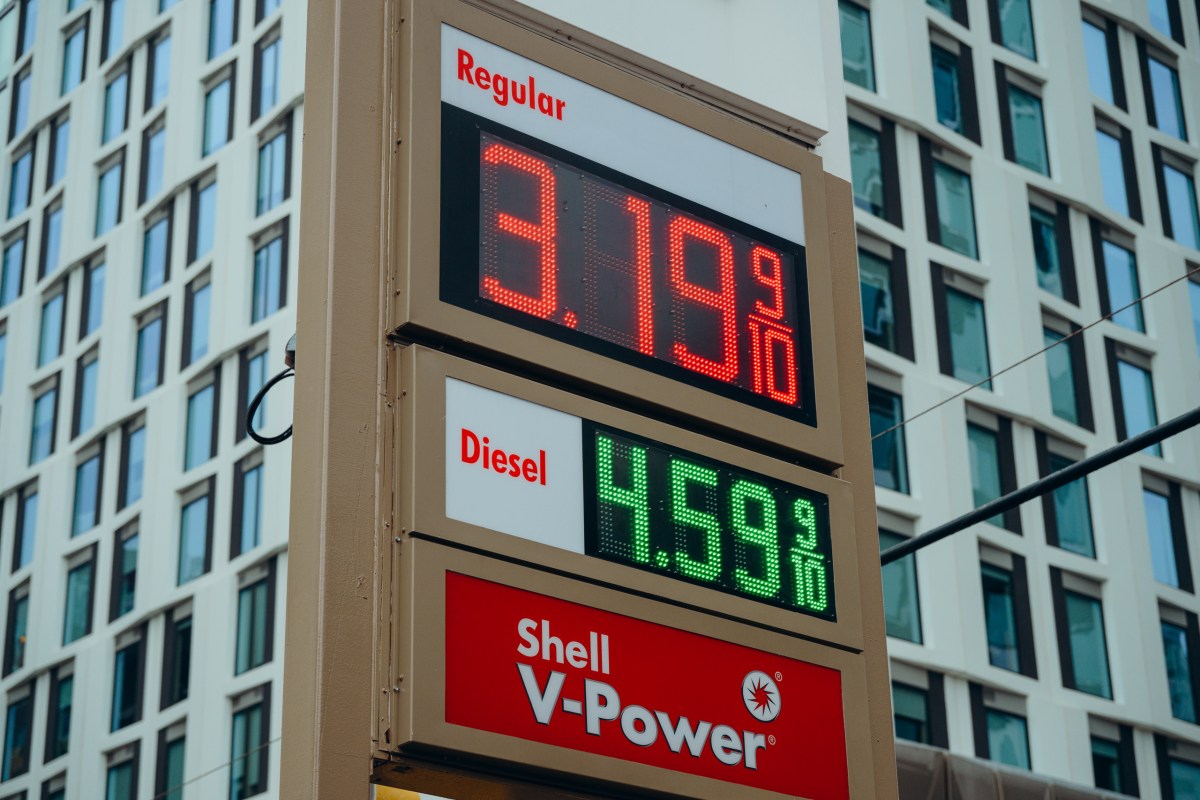 Regular
3.19 9/10
Diesel
4.59 9/10
Shell
V-Power®
®